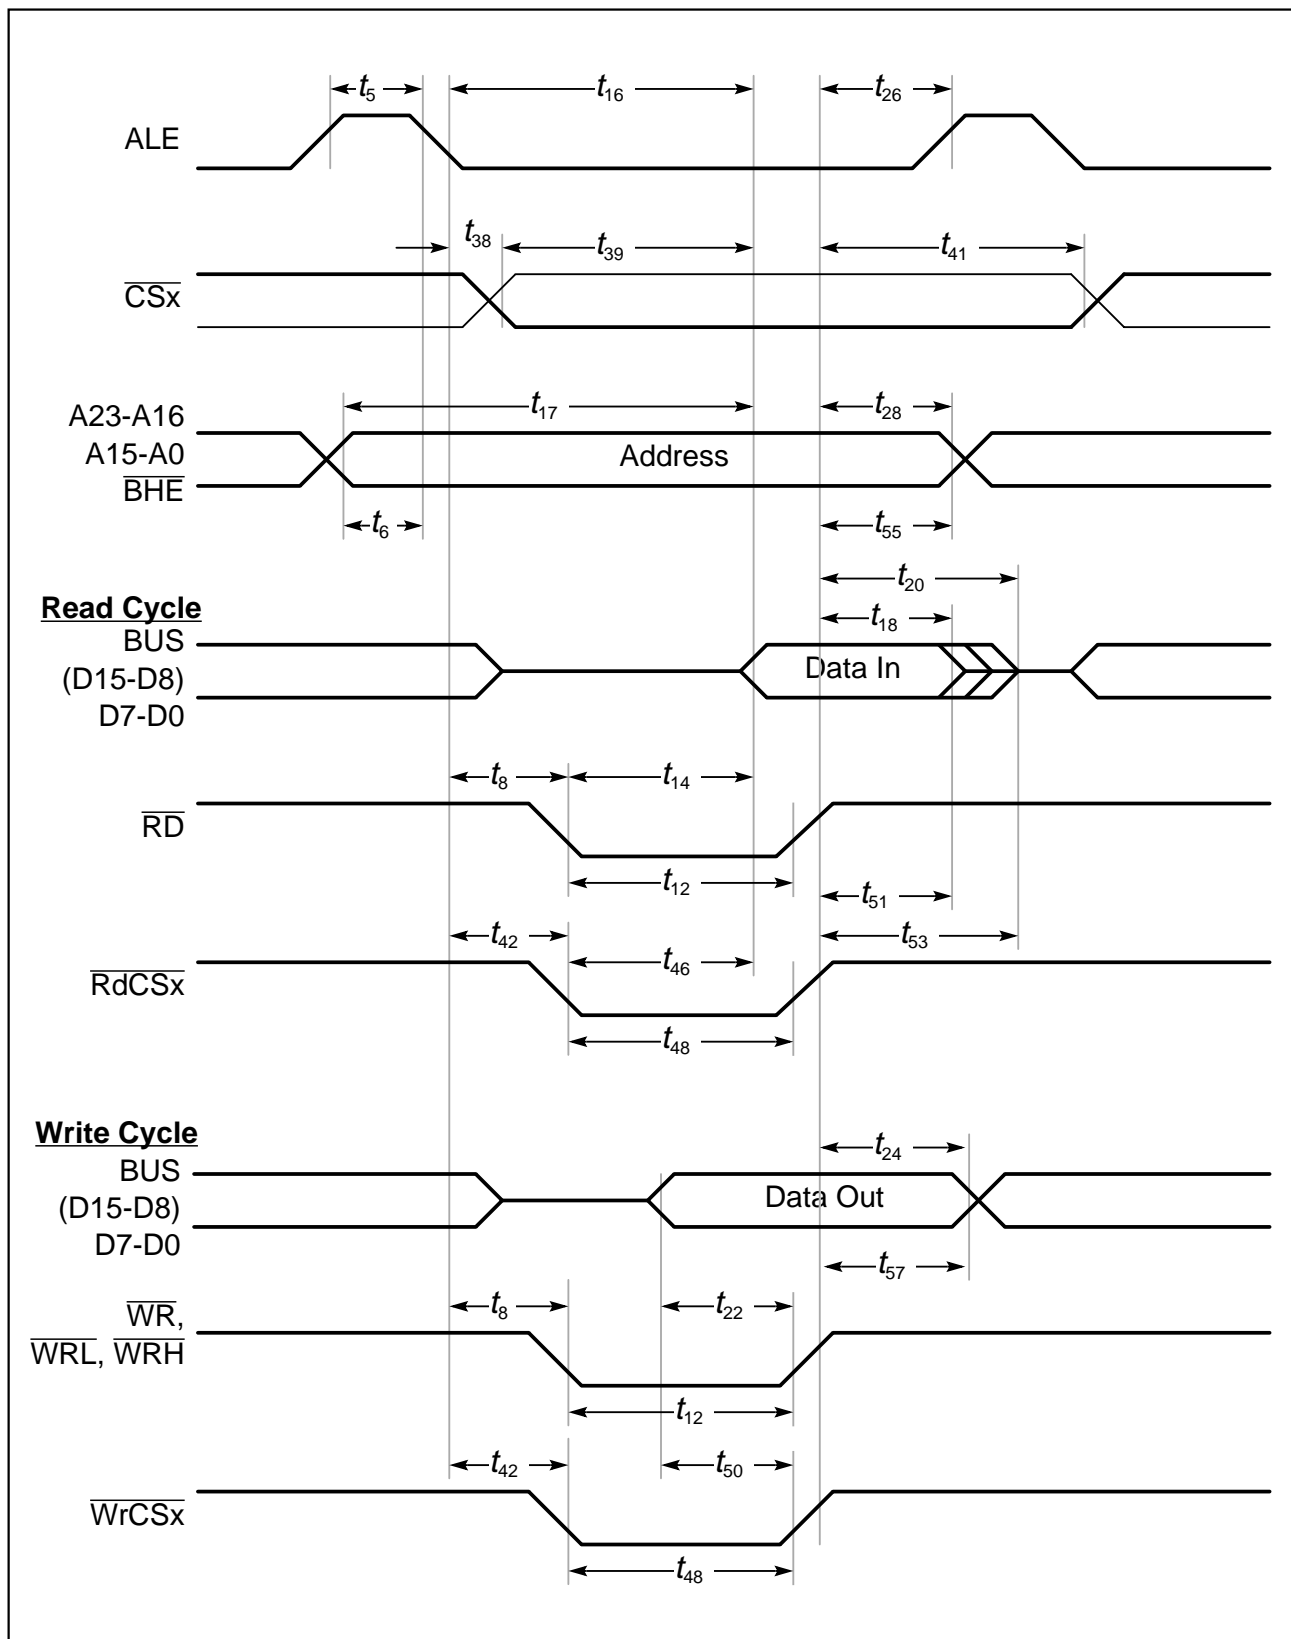 t5 t16 t26
ALE
t38 t39 t41
CSx
t17 t28
A23-A16
A15-A0
BHE
Address
t6 t55
t20
Read Cycle
t18
BUS
(D15-D8)
D7-D0
Data In
t8 t14
RD
t12 t51
t42 t53
t46
RdCSx
t48
Write Cycle
t24
BUS
(D15-D8)
D7-D0
Data Out
t57
t8 t22
WR,
WRL, WRH
t12
t42 t50
WrCSx
t48